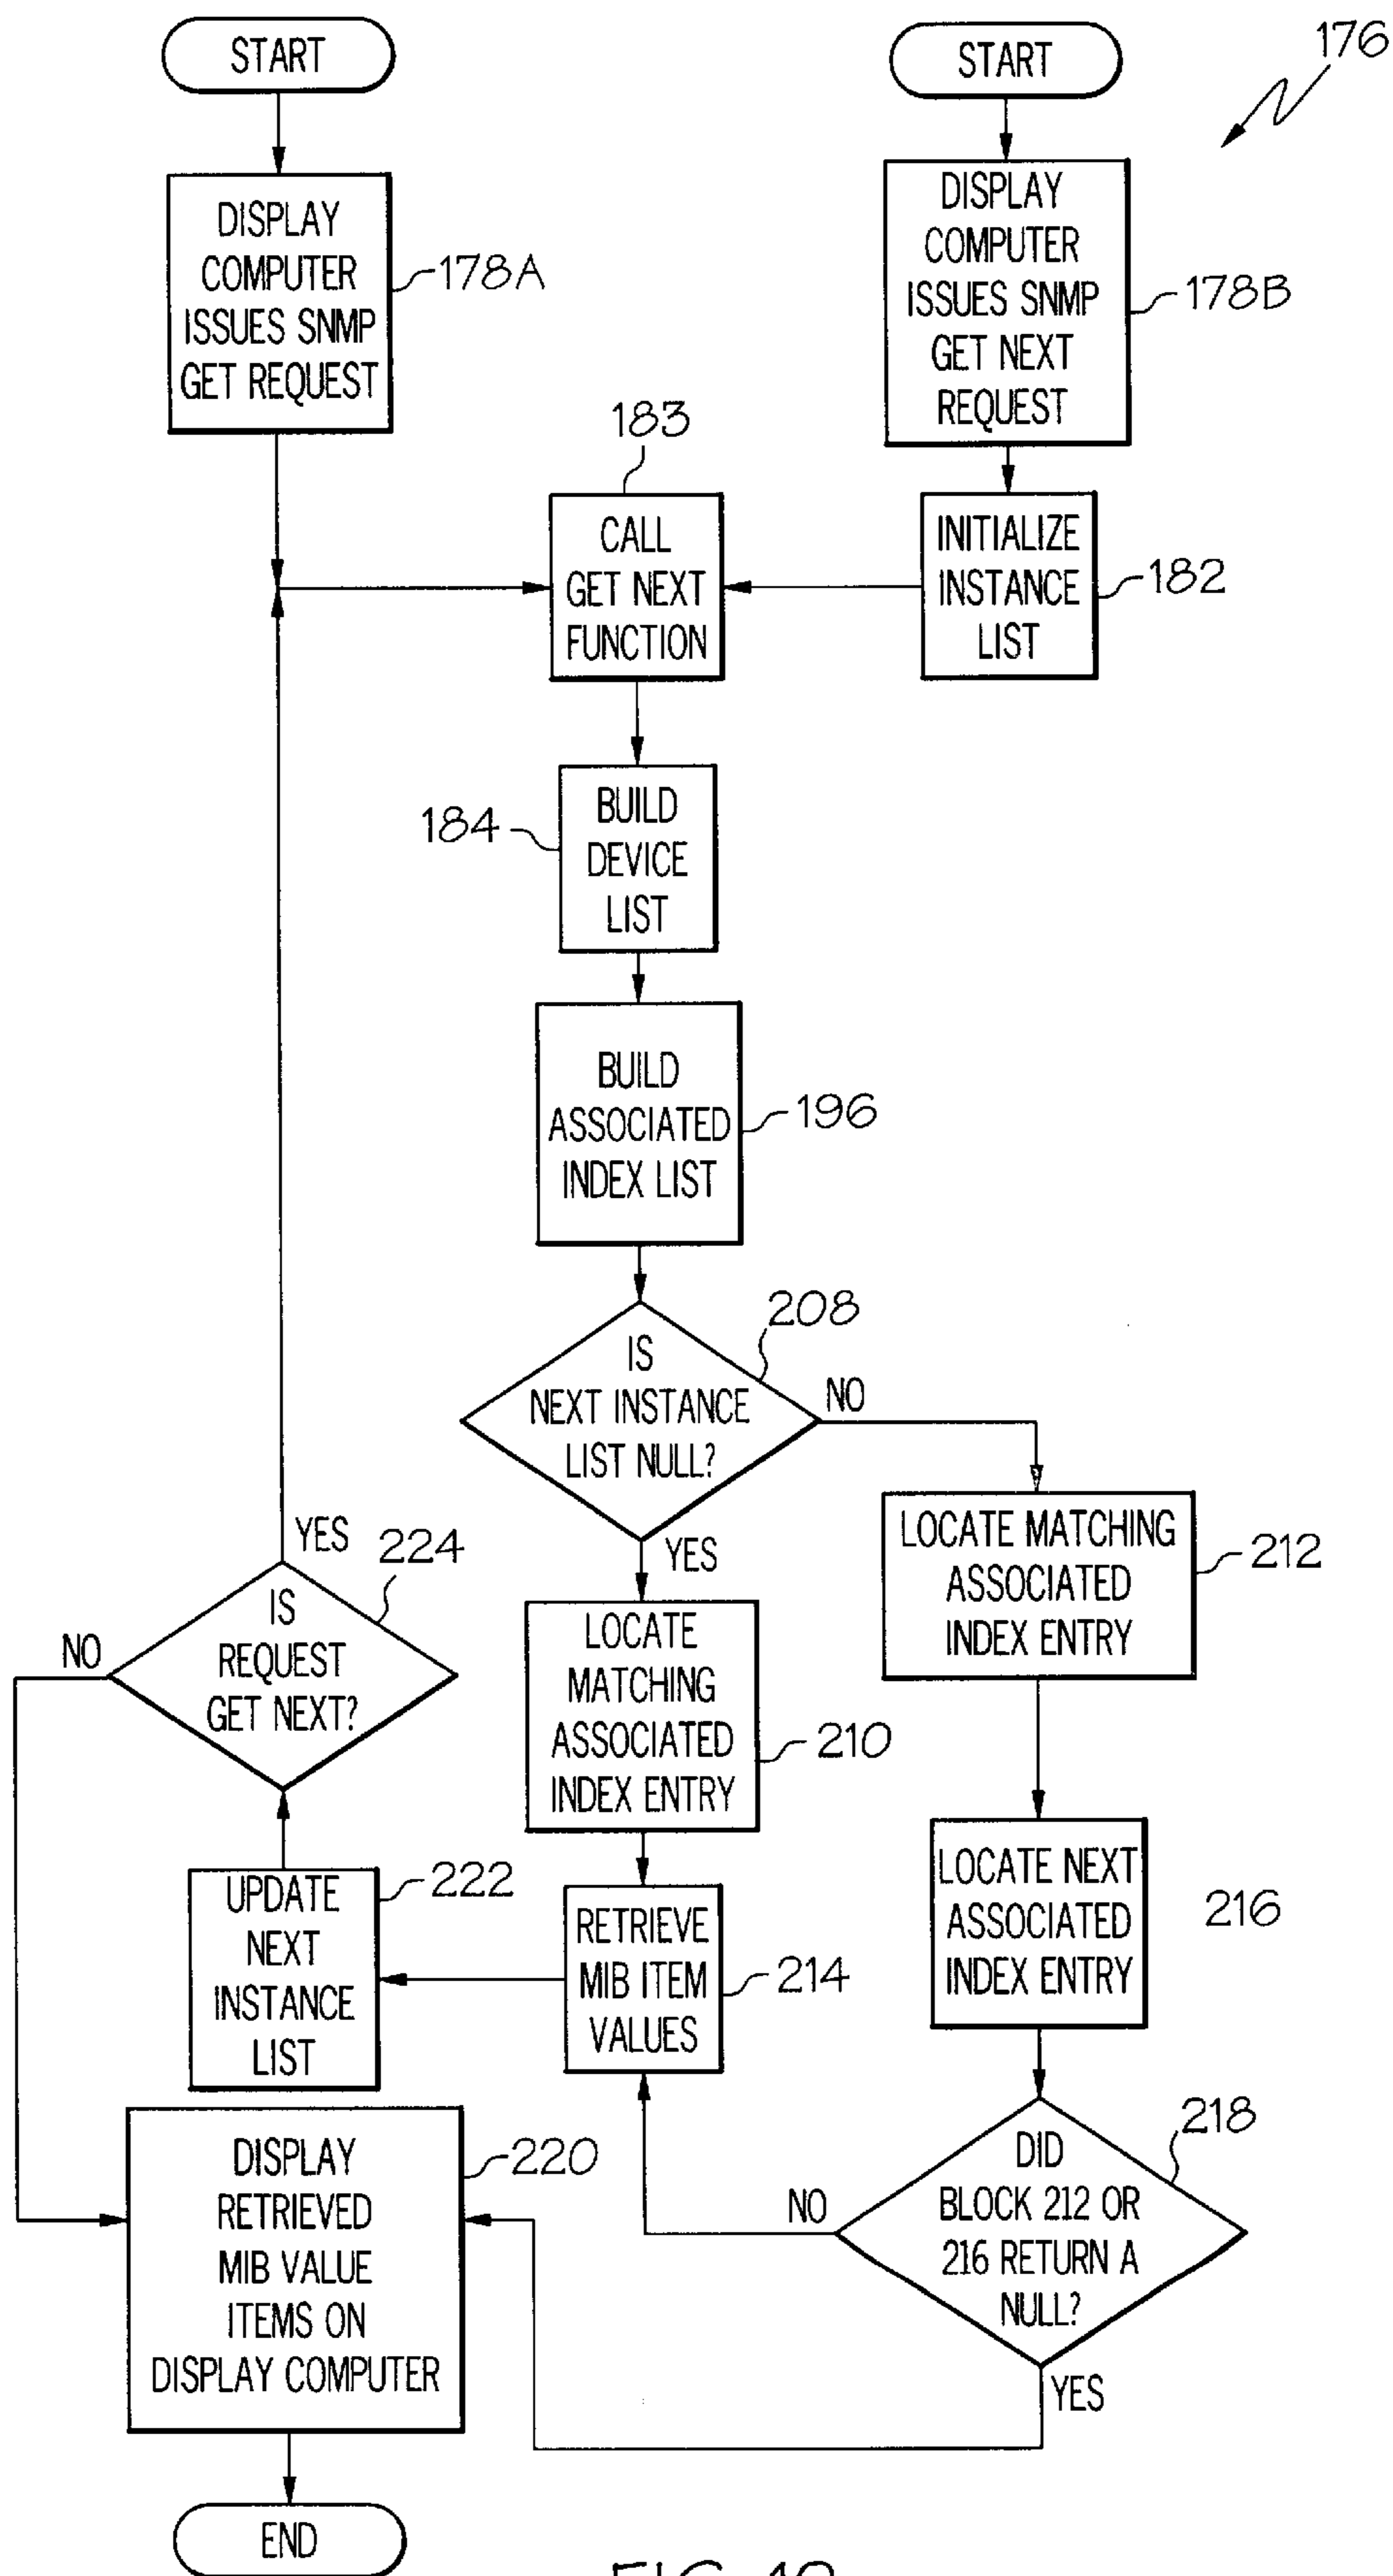 START
START
176
DISPLAY
COMPUTER
ISSUES SNMP
GET REQUEST
178A
DISPLAY
COMPUTER
ISSUES SNMP
GET NEXT
REQUEST
178B
183
CALL
GET NEXT
FUNCTION
INITIALIZE
INSTANCE
LIST
182
184
BUILD
DEVICE
LIST
BUILD
ASSOCIATED
INDEX LIST
196
IS
NEXT INSTANCE
LIST NULL?
208
NO
YES
LOCATE MATCHING
ASSOCIATED
INDEX ENTRY
212
YES
224
IS
REQUEST
GET NEXT?
NO
LOCATE
MATCHING
ASSOCIATED
INDEX ENTRY
210
LOCATE NEXT
ASSOCIATED
INDEX ENTRY
216
UPDATE
NEXT
INSTANCE
LIST
222
RETRIEVE
MIB ITEM
VALUES
214
DID
BLOCK 212 OR
216 RETURN A
NULL?
218
NO
YES
DISPLAY
RETRIEVED
MIB VALUE
ITEMS ON
DISPLAY COMPUTER
220
END